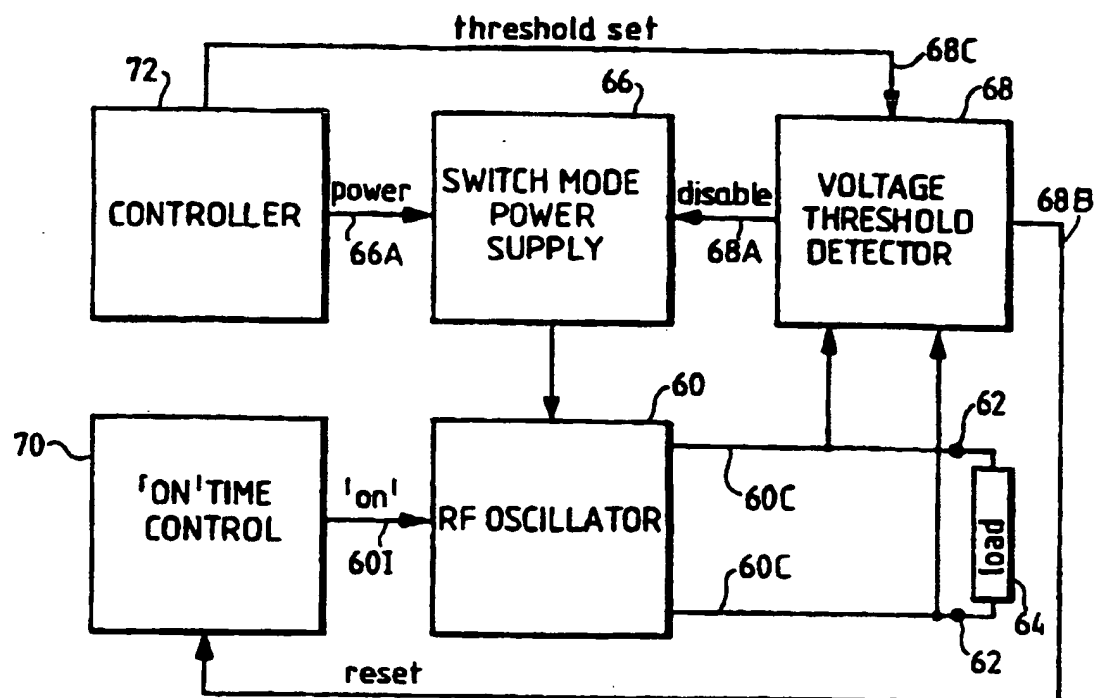 threshold set
68C
72
66
68
CONTROLLER
power
66A
SWITCH MODE
POWER
SUPPLY
disable
68A
VOLTAGE
THRESHOLD
DETECTOR
68B
60
62
70
'ON' TIME
CONTROL
'on'
60I
RF OSCILLATOR
60C
60C
load
64
62
reset